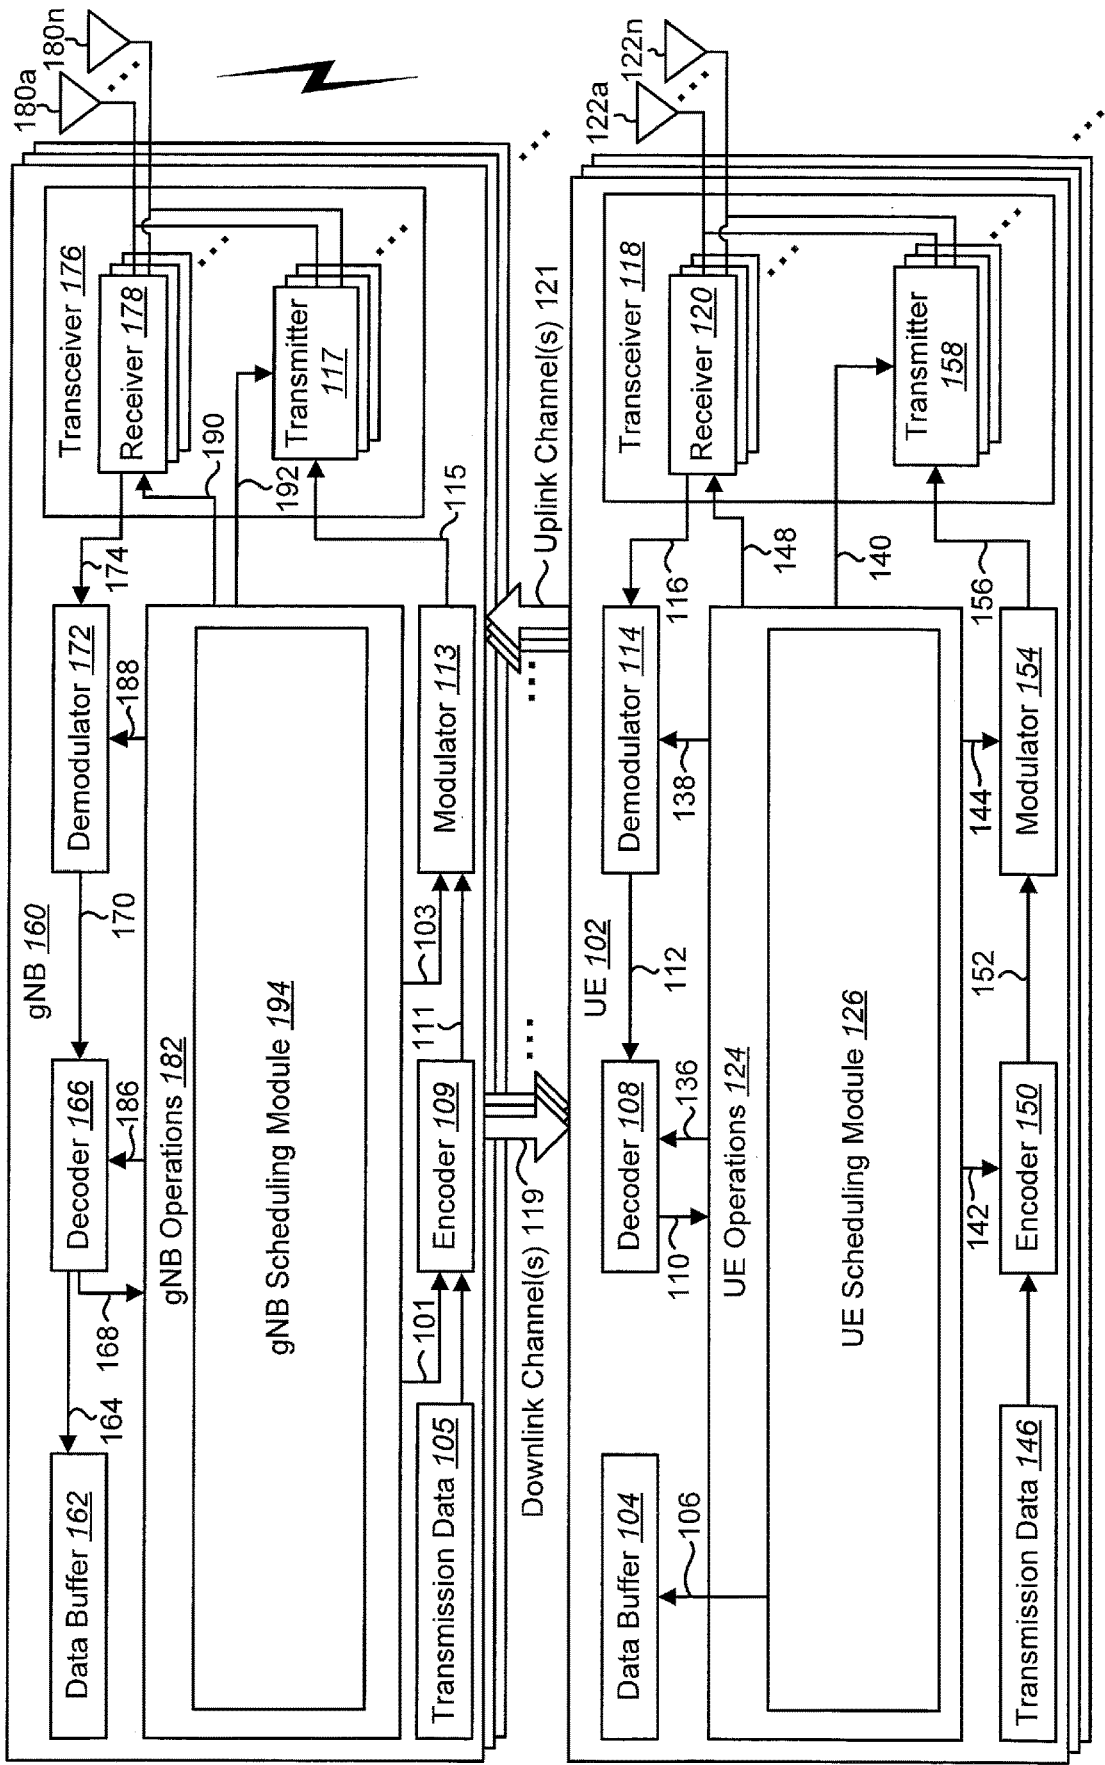 gNB 160
Data Buffer 162
164
168
Decoder 166
186
170
Demodulator 172
188
174
Transceiver 176
Receiver 178
190
192
Transmitter
117
180a
180n
gNB Operations 182
gNB Scheduling Module 194
Transmission Data 105
101
Encoder 109
111
103
Modulator 113
115
Downlink Channel(s) 119
Uplink Channel(s) 121
UE 102
Data Buffer 104
106
110
Decoder 108
136
112
Demodulator 114
138
116
148
140
Transceiver 118
Receiver 120
Transmitter
158
122a
122n
UE Operations 124
UE Scheduling Module 126
Transmission Data 146
142
Encoder 150
152
144
Modulator 154
156